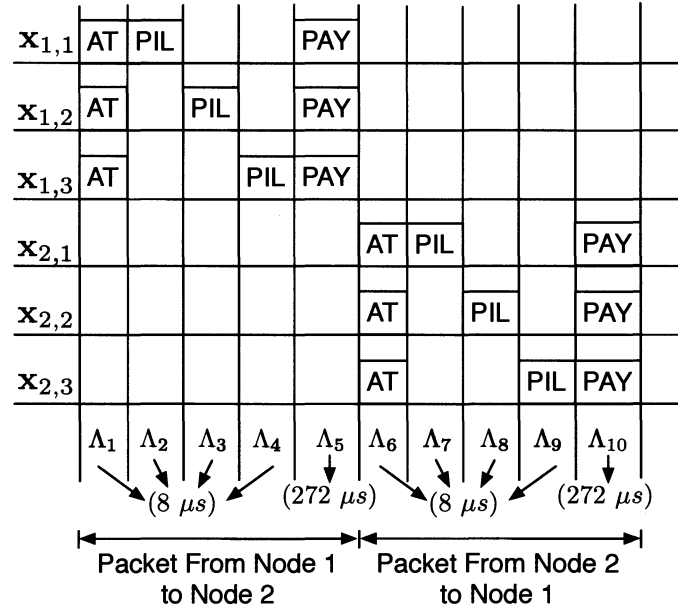 x1,1 AT PIL PAY
x1,2 AT PIL PAY
x1,3 AT PIL PAY
x2,1 AT PIL PAY
x2,2 AT PIL PAY
x2,3 AT PIL PAY
Λ1 Λ2 Λ3 Λ4 Λ5 Λ6 Λ7 Λ8 Λ9 Λ10
(8 μs) (272 μs) (8 μs) (272 μs)
Packet From Node 1 Packet From Node 2
to Node 2 to Node 1